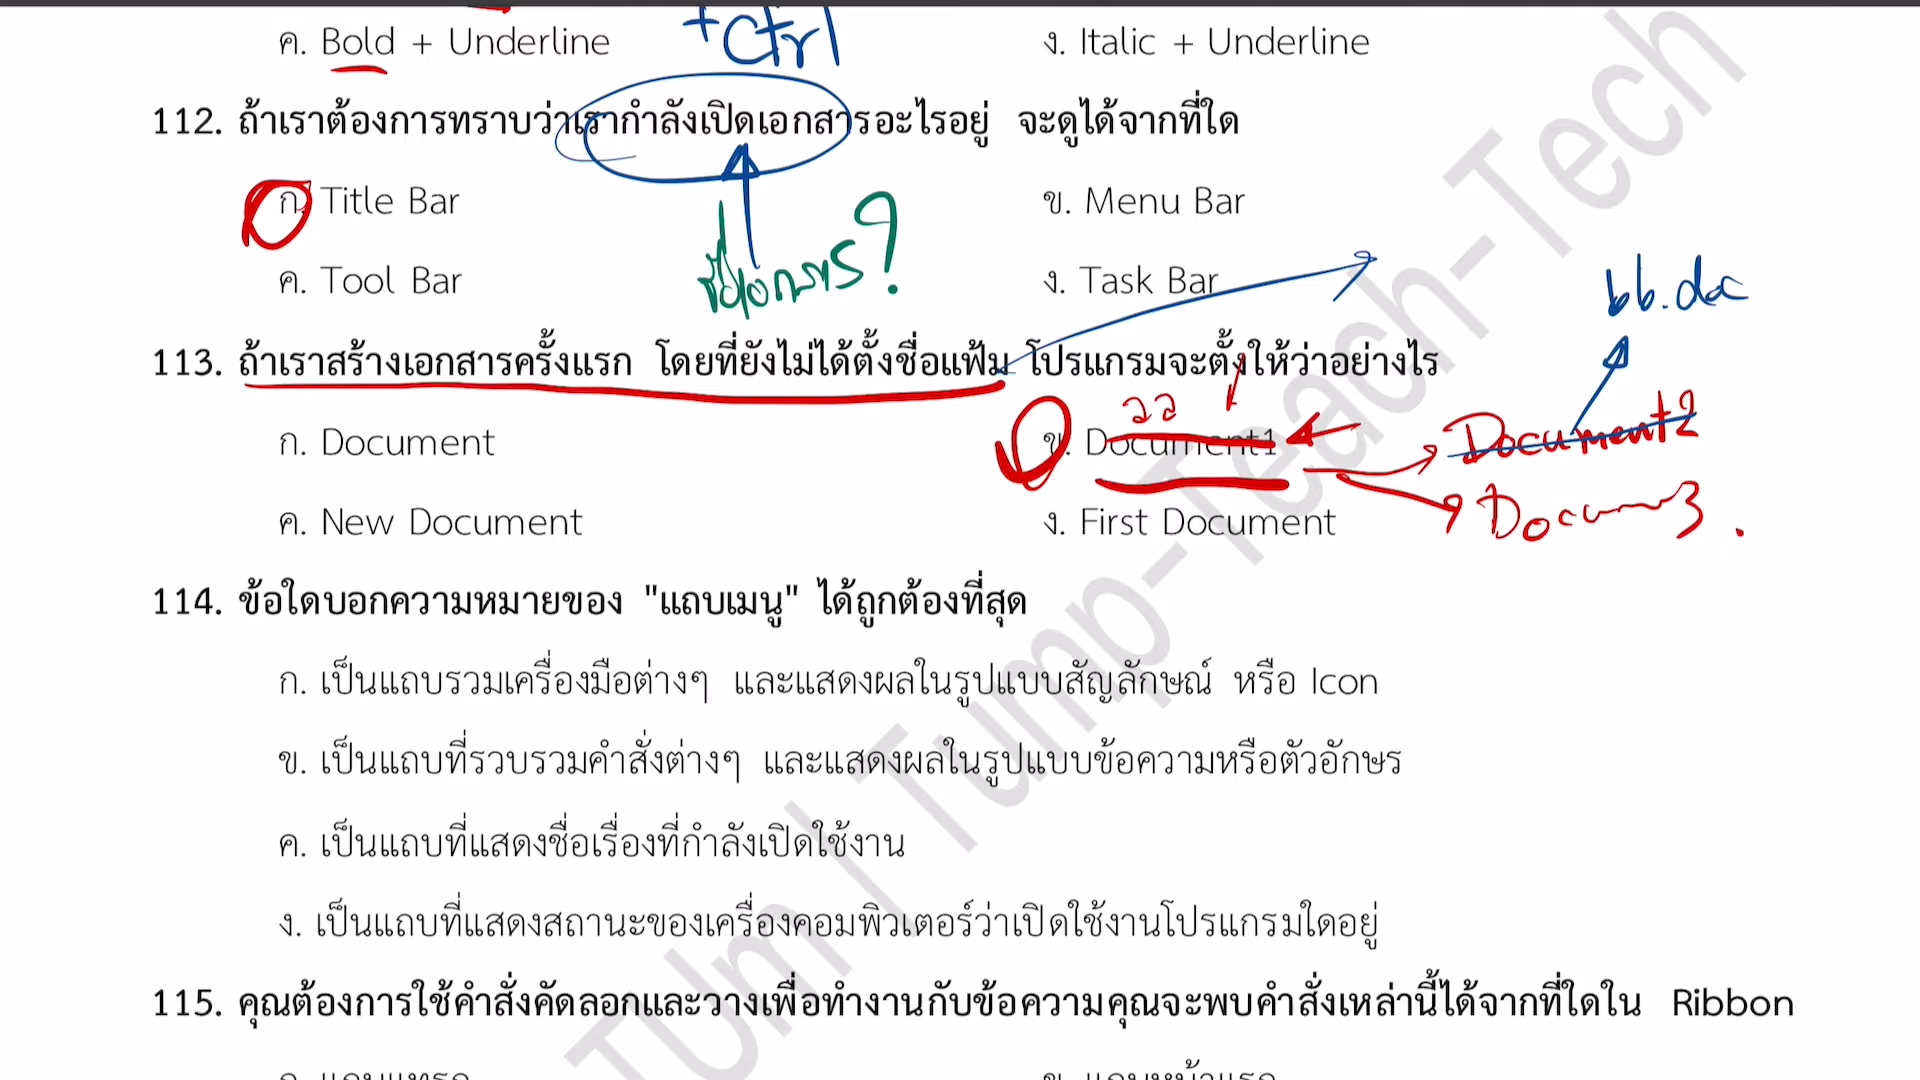 +Ctrl
ค. Bold + Underline
ง. Italic + Underline
112. ถ้าเราต้องการทราบว่าเรากำลังเปิดเอกสารอะไรอยู่ จะดูได้จากที่ใด
ก. Title Bar
ข. Menu Bar
ชื่อเอกสาร?
ค. Tool Bar
ง. Task Bar
113. ถ้าเราสร้างเอกสารครั้งแรก โดยที่ยังไม่ได้ตั้งชื่อแฟ้ม โปรแกรมจะตั้งให้ว่าอย่างไร
ก. Document
ข. Document1
Document2
ค. New Document
ง. First Document
114. ข้อใดบอกความหมายของ "แถบเมนู" ได้ถูกต้องที่สุด
ก. เป็นแถบรวมเครื่องมือต่างๆ และแสดงผลในรูปแบบสัญลักษณ์ หรือ Icon
ข. เป็นแถบที่รวบรวมคำสั่งต่างๆ และแสดงผลในรูปแบบข้อความหรือตัวอักษร
ค. เป็นแถบที่แสดงชื่อเรื่องที่กำลังเปิดใช้งาน
ง. เป็นแถบที่แสดงสถานะของเครื่องคอมพิวเตอร์ว่าเปิดใช้งานโปรแกรมใดอยู่
115. คุณต้องการใช้คำสั่งคัดลอกและวางเพื่อทำงานกับข้อความคุณจะพบคำสั่งเหล่านี้ได้จากที่ใดใน Ribbon
Tum | Tump-Teach-Tech